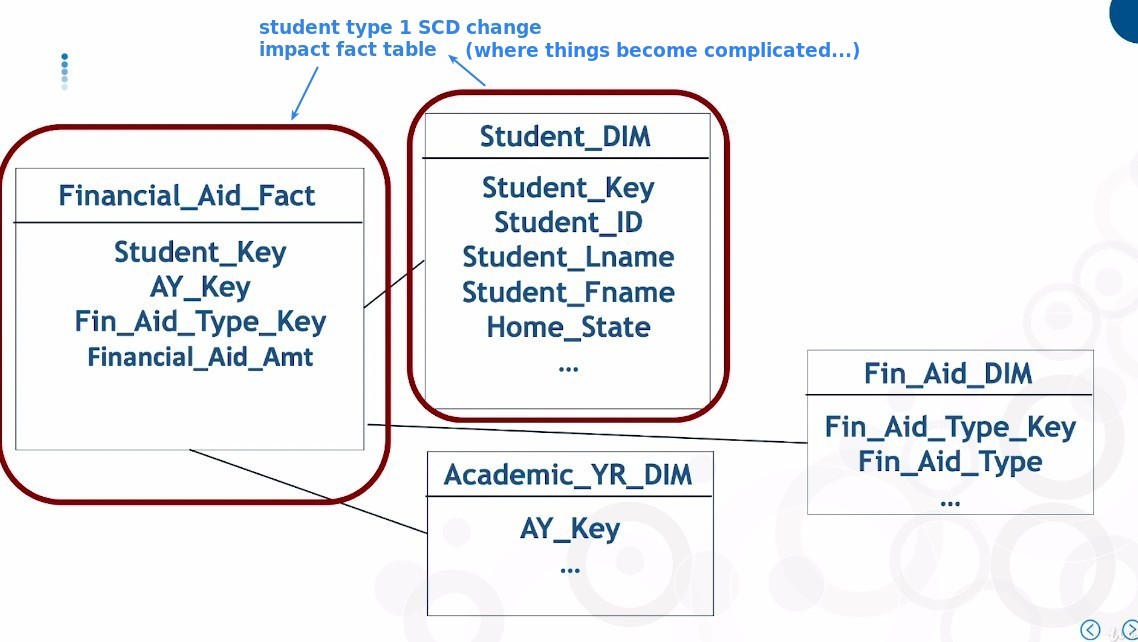 student type 1 SCD change
impact fact table (where things become complicated...)
Financial_Aid_Fact
Student_Key
AY_Key
Fin_Aid_Type_Key
Financial_Aid_Amt
Student_DIM
Student_Key
Student_ID
Student_Lname
Student_Fname
Home_State
...
Fin_Aid_DIM
Fin_Aid_Type_Key
Fin_Aid_Type
...
Academic_YR_DIM
AY_Key
...